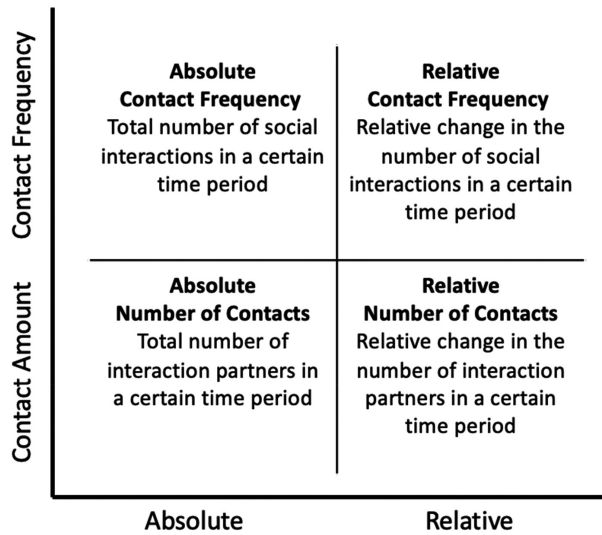 Contact Frequency
Absolute
Contact Frequency
Total number of social
interactions in a certain
time period
Relative
Contact Frequency
Relative change in the
number of social
interactions in a certain
time period
Contact Amount
Absolute
Number of Contacts
Total number of
interaction partners in
a certain time period
Relative
Number of Contacts
Relative change in the
number of interaction
partners in a certain
time period
Absolute
Relative